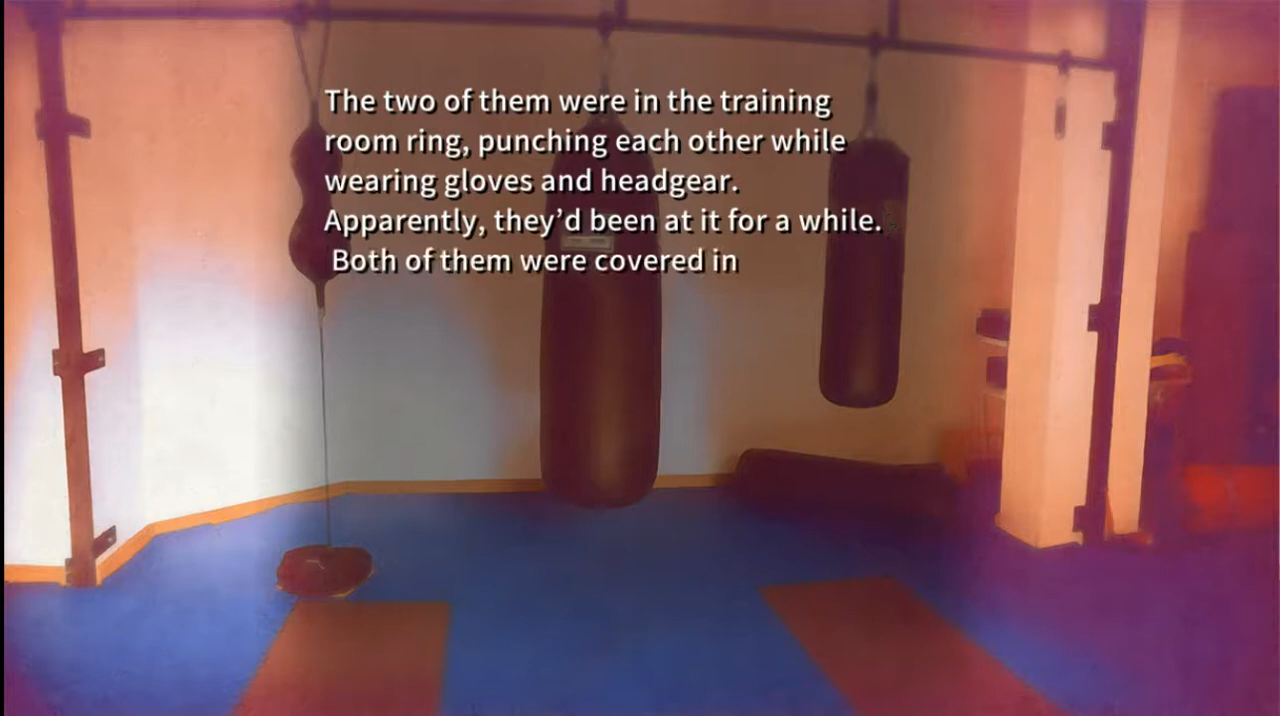 The two of them were in the training
room ring, punching each other while
wearing gloves and headgear.
Apparently, they’d been at it for a while.
Both of them were covered in